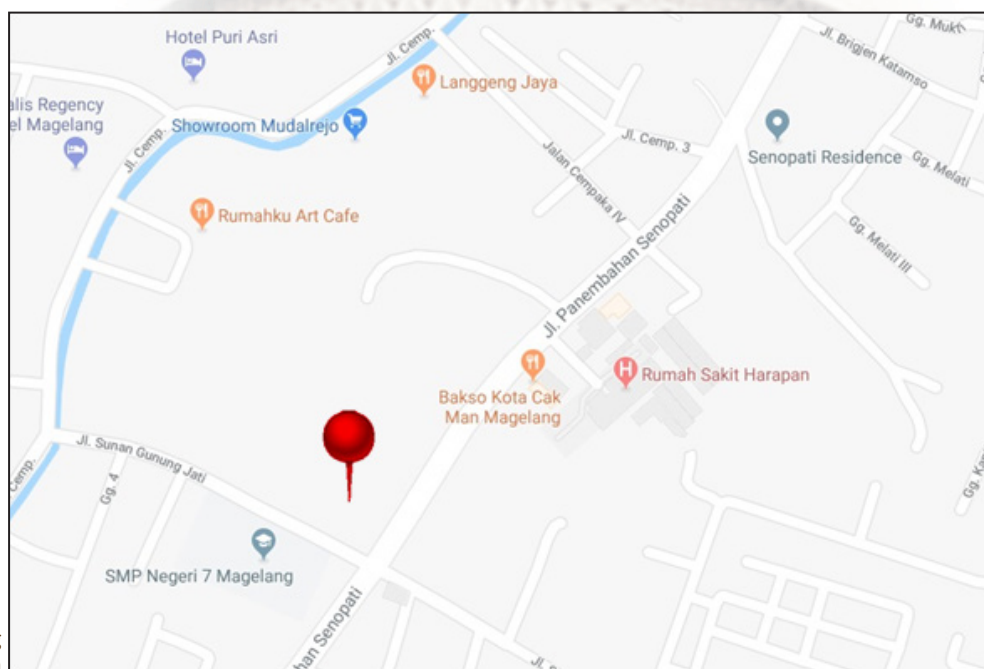 Gg. Mukti
Jl. Cemp.
Hotel Puri Asri
Jl. Brigjen Katamso
Langgeng Jaya
alis Regency
el Magelang
Showroom Mudalrejo
Jl. Cemp.
Jl. Cemp. 3
Senopati Residence
Gg. Melati
Jalan Cempaka IV
Rumahku Art Cafe
Gg. Melati III
Jl. Panembahan Senopati
Rumah Sakit Harapan
Bakso Kota Cak
Man Magelang
Jl. Sunan Gunung Jati
Cemp.
Gg. 4
Gg. Kan
SMP Negeri 7 Magelang
han Senopati